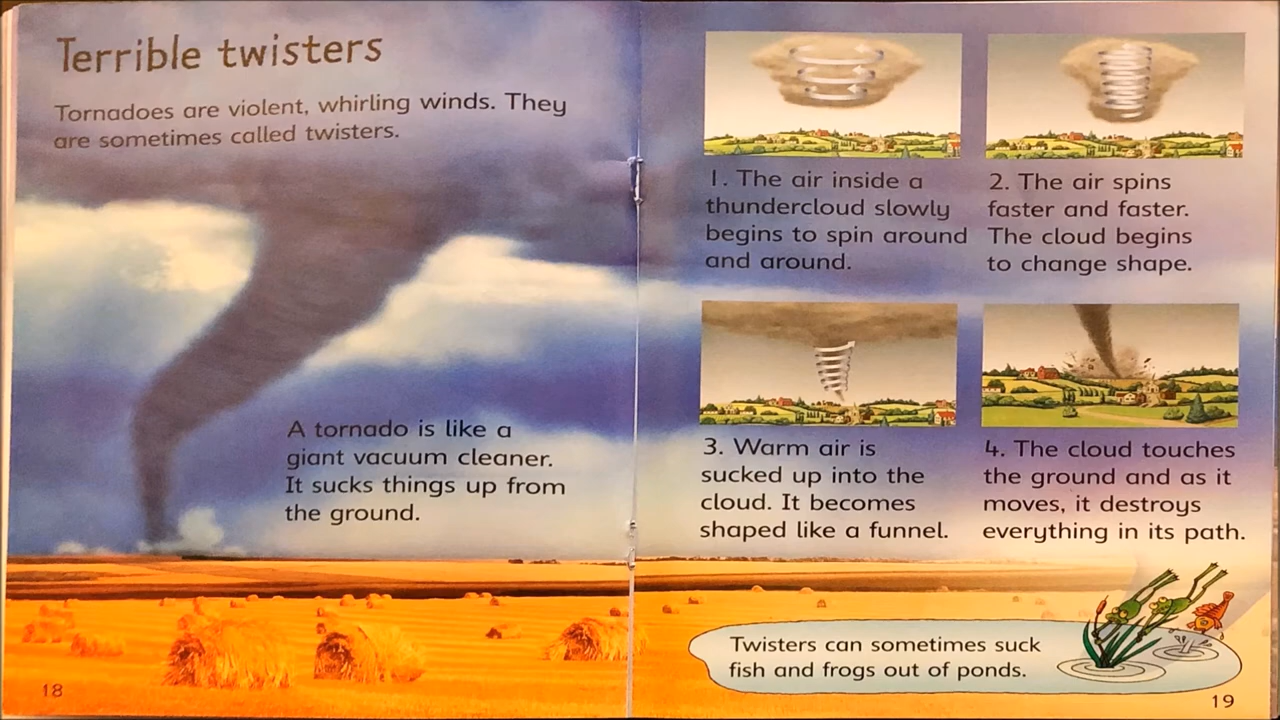 Terrible twisters
Tornadoes are violent, whirling winds. They
are sometimes called twisters.
A tornado is like a
giant vacuum cleaner.
It sucks things up from
the ground.
18
1. The air inside a
thundercloud slowly
begins to spin around
and around.
2. The air spins
faster and faster.
The cloud begins
to change shape.
3. Warm air is
sucked up into the
cloud. It becomes
shaped like a funnel.
4. The cloud touches
the ground and as it
moves, it destroys
everything in its path.
Twisters can sometimes suck
fish and frogs out of ponds.
19